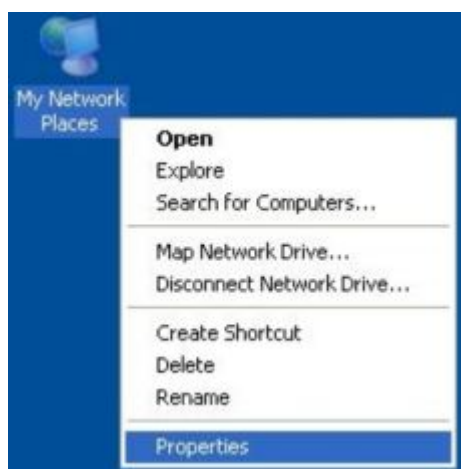 My Network
Places
Open
Explore
Search for Computers...
Map Network Drive...
Disconnect Network Drive...
Create Shortcut
Delete
Rename
Properties